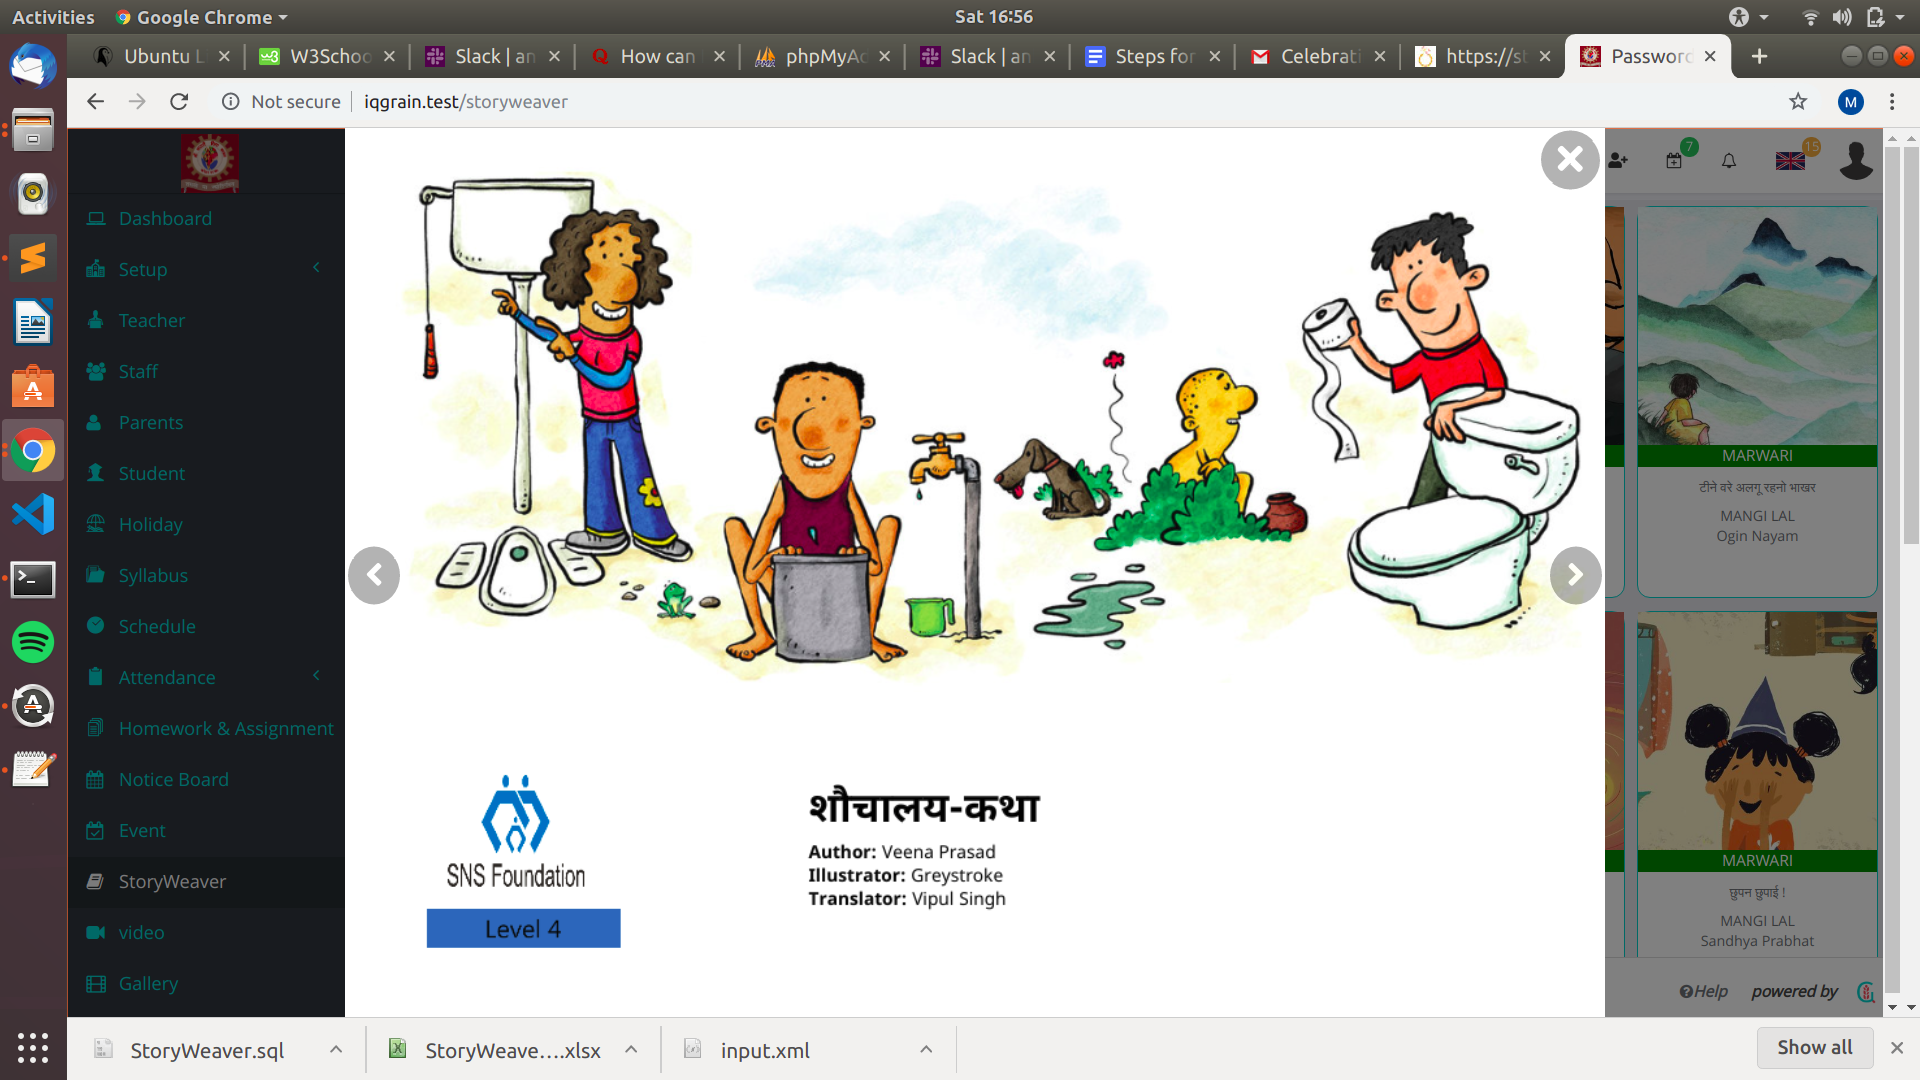 Activities
Google Chrome
Sat 16:56
Ubuntu L
W3Schoo
Slack | an
How can
phpMyAd
Slack | an
Steps for
Celebrati
https://st
Password
Not secure
iqgrain.test/storyweaver
M
Dashboard
Setup
Teacher
Staff
Parents
Student
Holiday
Syllabus
Schedule
Attendance
Homework & Assignment
Notice Board
Event
StoryWeaver
video
Gallery
7
15
SNS Foundation
Level 4
शौचालय-कथा
Author: Veena Prasad
Illustrator: Greystroke
Translator: Vipul Singh
MARWARI
टीने वरे अलगू रहनो भाखर
MANGI LAL
Ogin Nayam
MARWARI
छुपन छुपाई !
MANGI LAL
Sandhya Prabhat
Help
powered by
StoryWeaver.sql
StoryWeave....xlsx
input.xml
Show all